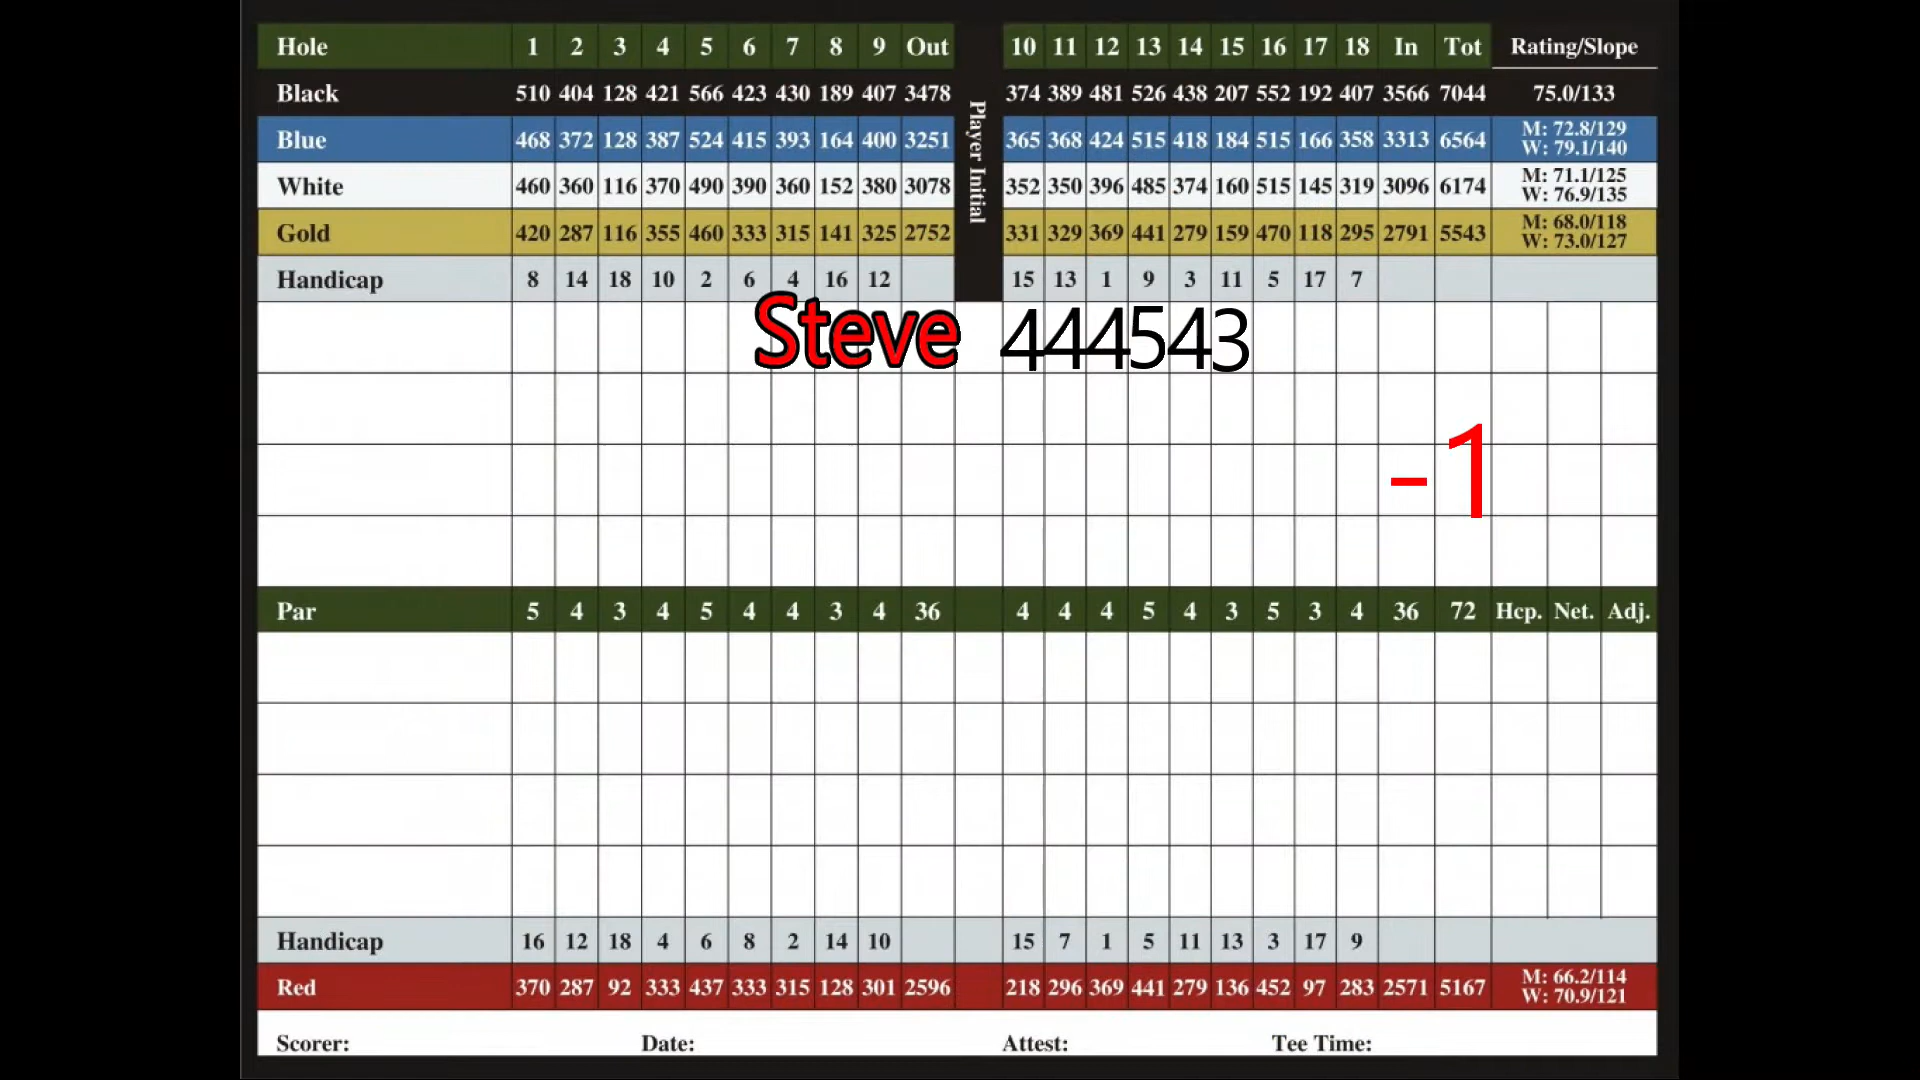 Hole 1 2 3 4 5 6 7 8 9 Out 10 11 12 13 14 15 16 17 18 In Tot Rating/Slope
Black 510 404 128 421 566 423 430 189 407 3478 374 389 481 526 438 207 552 192 407 3566 7044 75.0/133
Player Initial
Blue 468 372 128 387 524 415 393 164 400 3251 365 368 424 515 418 184 515 166 358 3313 6564 M: 72.8/129
W: 79.1/140
White 460 360 116 370 490 390 360 152 380 3078 352 350 396 485 374 160 515 145 319 3096 6174 M: 71.1/125
W: 76.9/135
Gold 420 287 116 355 460 333 315 141 325 2752 331 329 369 441 279 159 470 118 295 2791 5543 M: 68.0/118
W: 73.0/127
Handicap 8 14 18 10 2 6 4 16 12 15 13 1 9 3 11 5 17 7
Steve 444543
-1
Par 5 4 3 4 5 4 4 3 4 36 4 4 4 5 4 3 5 3 4 36 72 Hcp. Net. Adj.
Handicap 16 12 18 4 6 8 2 14 10 15 7 1 5 11 13 3 17 9
Red 370 287 92 333 437 333 315 128 301 2596 218 296 369 441 279 136 452 97 283 2571 5167 M: 66.2/114
W: 70.9/121
Scorer: Date: Attest: Tee Time: